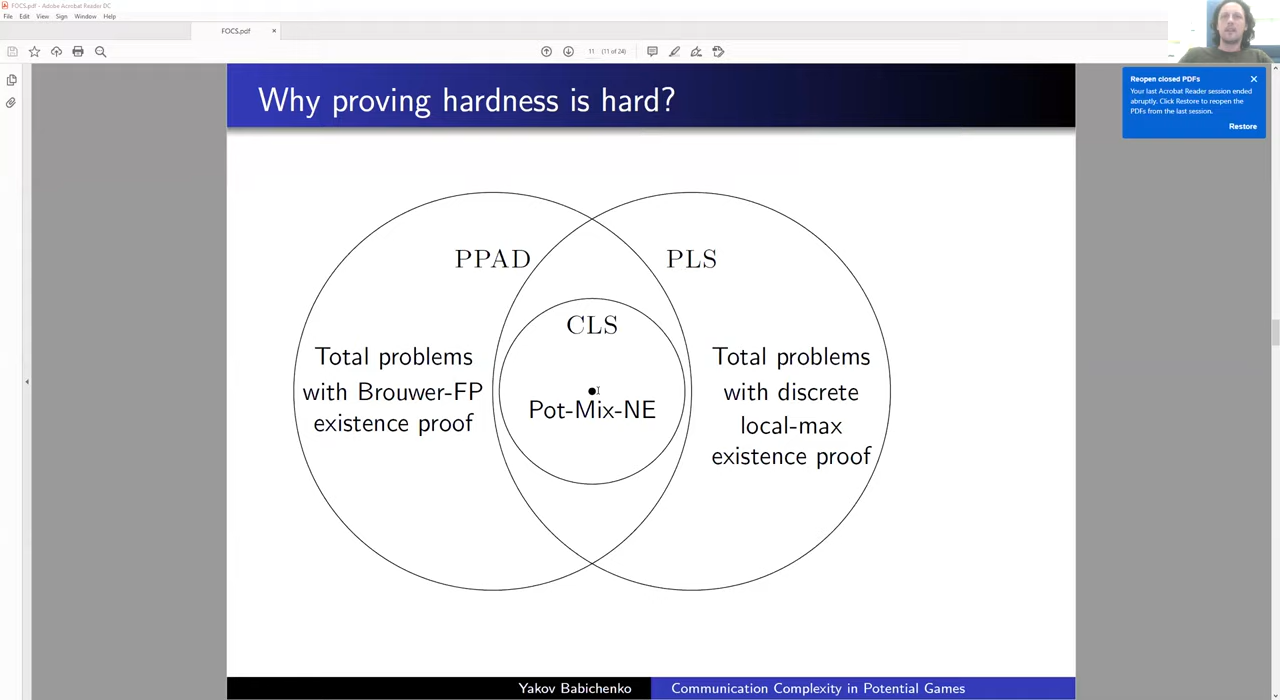 FOCS.pdf - Adobe Acrobat Reader DC
File Edit View Sign Window Help
FOCS.pdf ×
11 (11 of 24)
Reopen closed PDFs
Your last Acrobat Reader session ended
abruptly. Click Restore to reopen the
PDFs from the last session.
Restore
Why proving hardness is hard?
PPAD
PLS
CLS
Total problems
with Brouwer-FP
existence proof
Pot-Mix-NE
Total problems
with discrete
local-max
existence proof
Yakov Babichenko
Communication Complexity in Potential Games